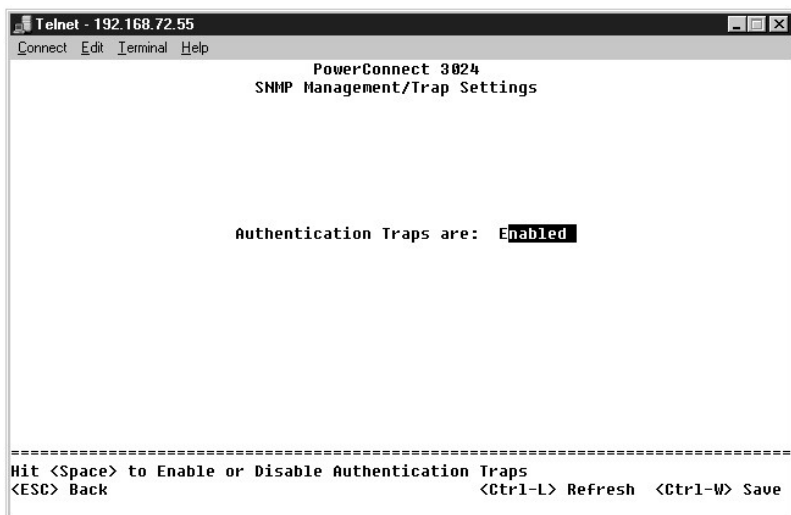 Telnet - 192.168.72.55
Connect Edit Terminal Help
PowerConnect 3024
SNMP Management/Trap Settings
Authentication Traps are: Enabled
================================================================================
Hit <Space> to Enable or Disable Authentication Traps
<ESC> Back <Ctrl-L> Refresh <Ctrl-W> Save